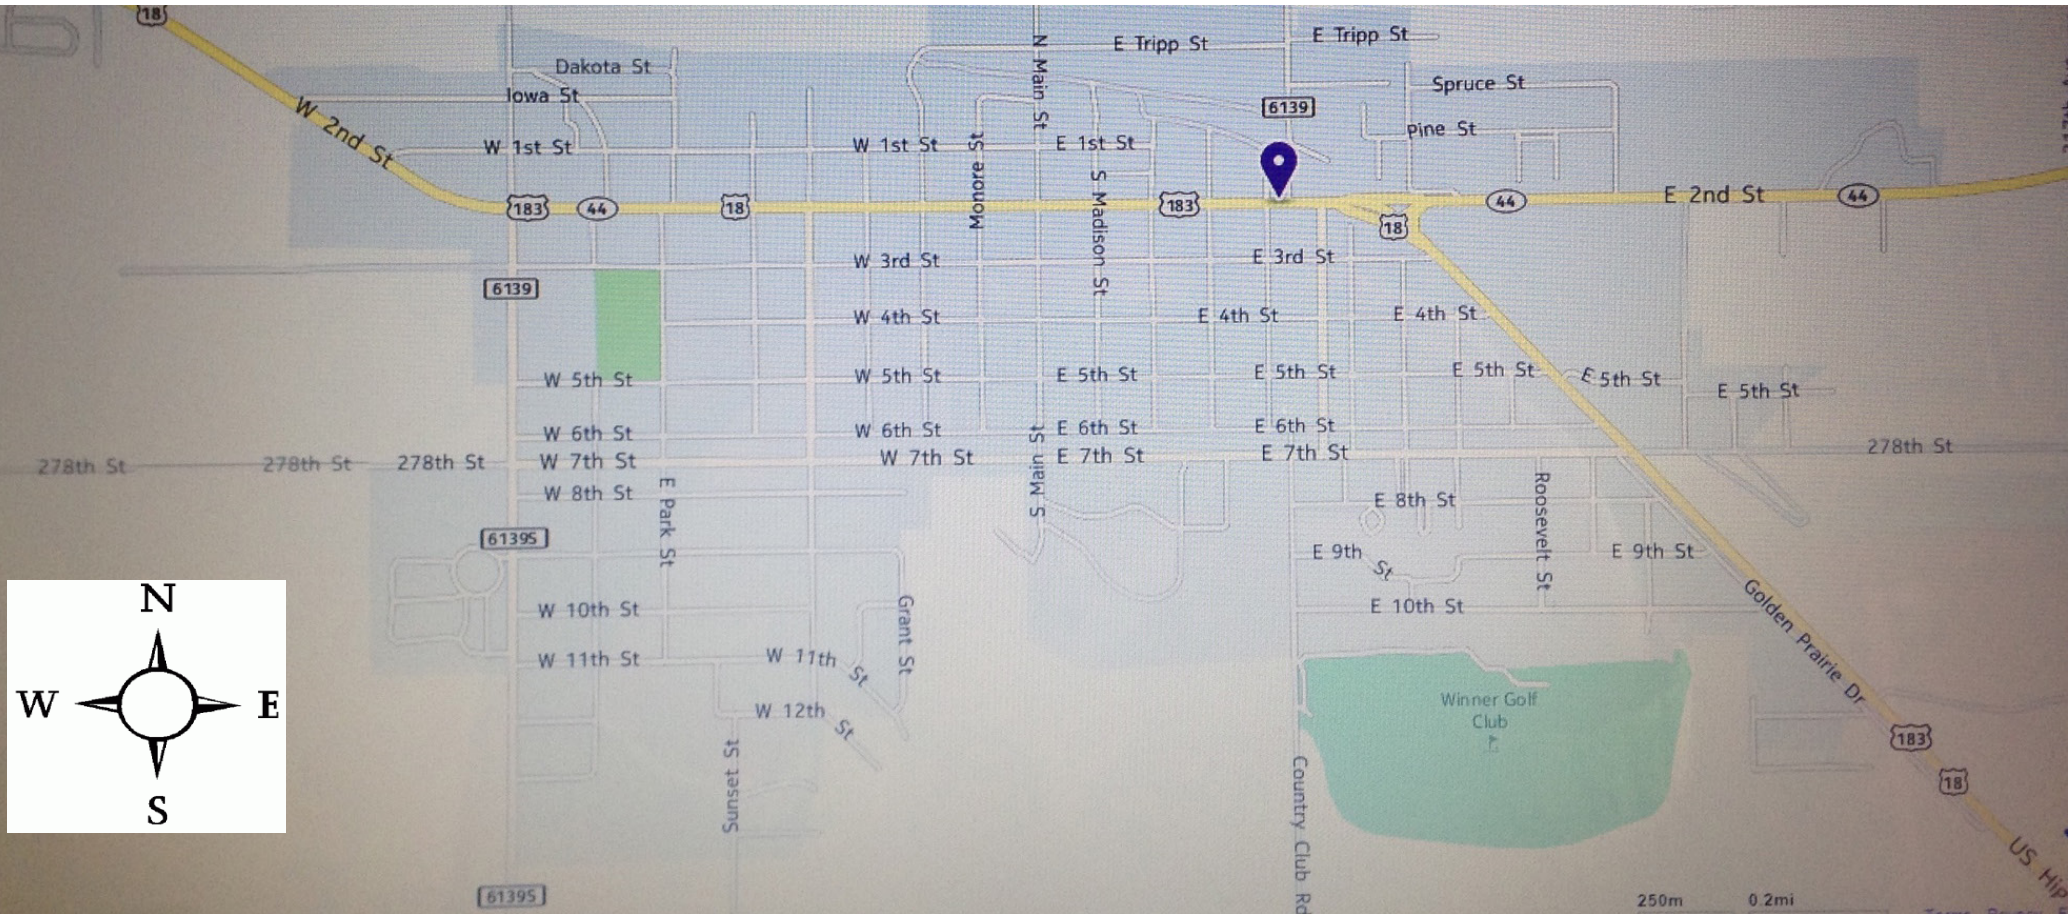 18
E Tripp St
E Tripp St
N Main St
Dakota St
Iowa St
Spruce St
6139
W 2nd St
Pine St
W 1st St
W 1st St
Monore St
E 1st St
S Madison St
183
44
18
183
44
E 2nd St
44
18
W 3rd St
E 3rd St
6139
W 4th St
E 4th St
E 4th St
W 5th St
W 5th St
E 5th St
E 5th St
E 5th St
E 5th St
E 5th St
W 6th St
W 6th St
S Main St
E 6th St
E 6th St
278th St
278th St
278th St
W 7th St
W 7th St
E 7th St
E 7th St
278th St
W 8th St
E Park St
E 8th St
Roosevelt St
6139S
E 9th St
E 9th St
N
W 10th St
Grant St
E 10th St
Golden Prairie Dr
W 11th St
W 11th St
W
E
Winner Golf
Club
W 12th St
183
Sunset St
Country Club Rd
18
S
US Hi
6139S
250m
0.2mi